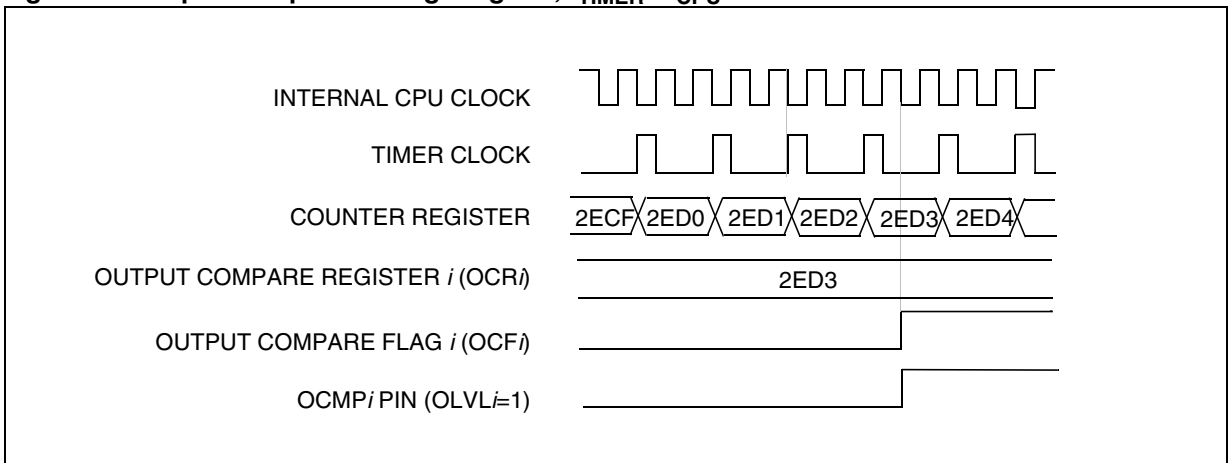 INTERNAL CPU CLOCK
TIMER CLOCK
COUNTER REGISTER
2ECF 2ED0 2ED1 2ED2 2ED3 2ED4
OUTPUT COMPARE REGISTER i (OCRi)
2ED3
OUTPUT COMPARE FLAG i (OCFi)
OCMPi PIN (OLVLi=1)